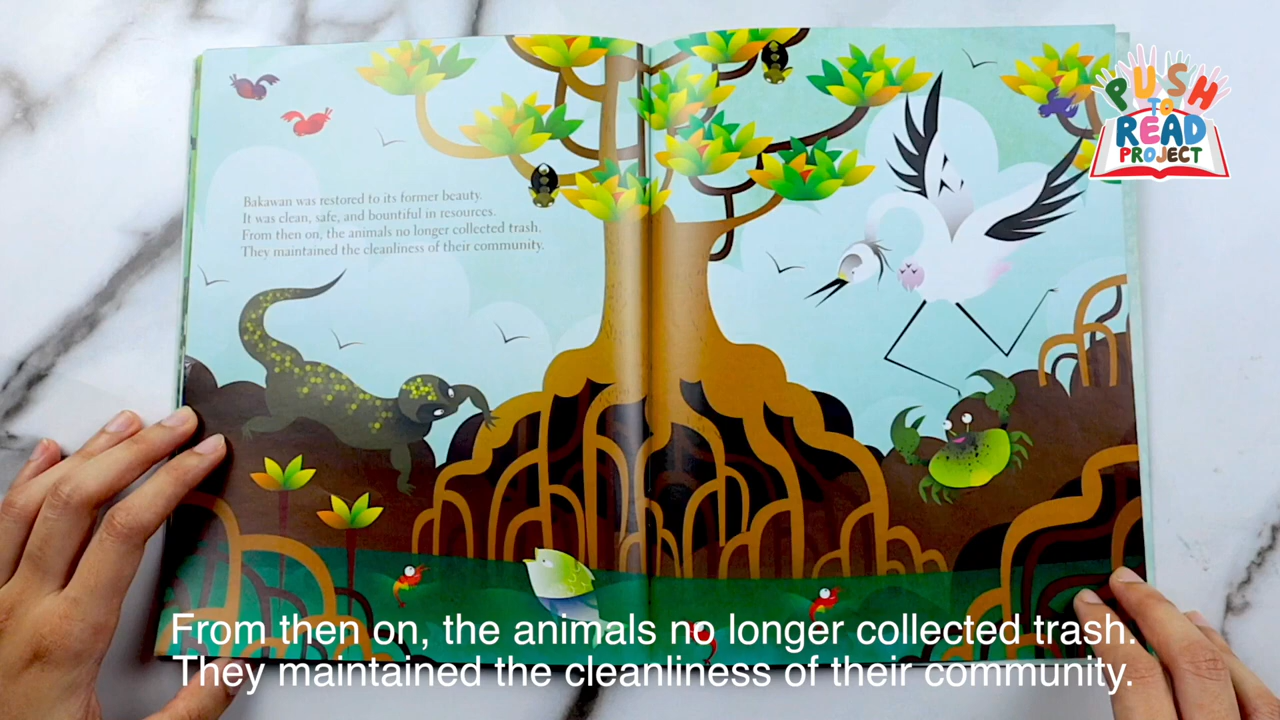 PUSH
TO
READ
PROJECT
Bakawan was restored to its former beauty.
It was clean, safe, and bountiful in resources.
From then on, the animals no longer collected trash.
They maintained the cleanliness of their community.
From then on, the animals no longer collected trash.
They maintained the cleanliness of their community.